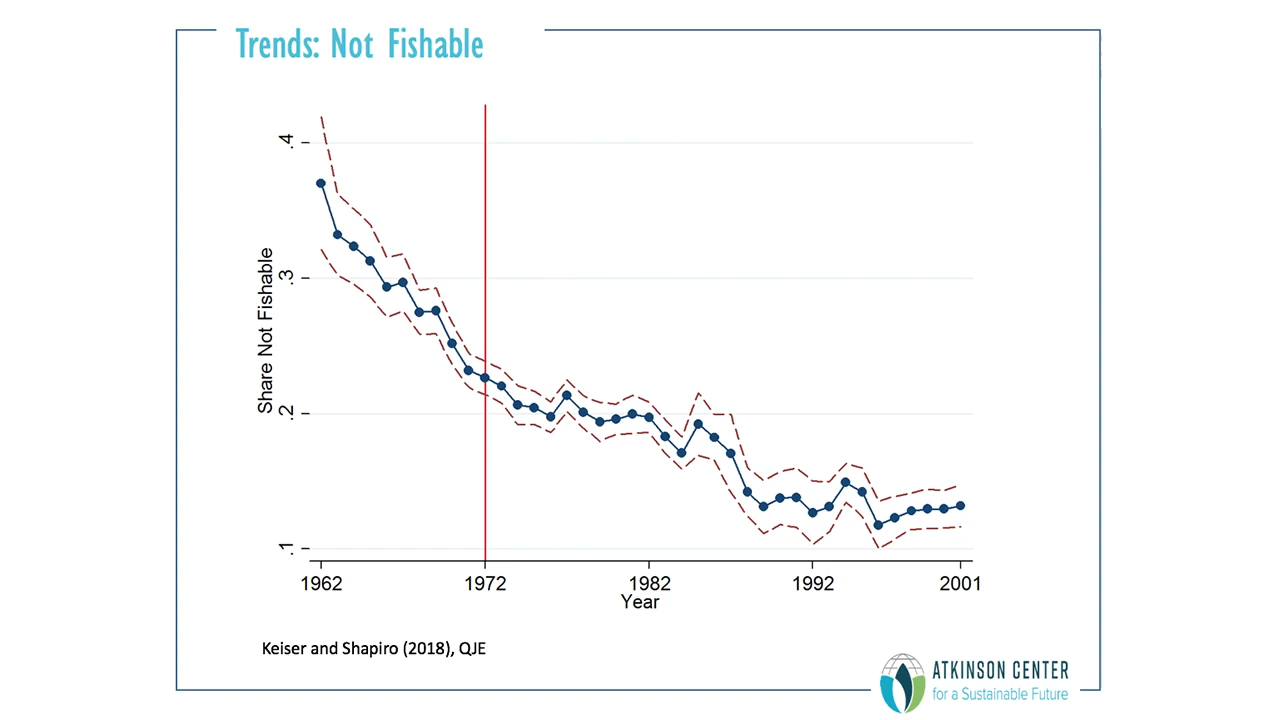 Trends: Not Fishable
.4
.3
.2
.1
Share Not Fishable
1962 1972 1982 1992 2001
Year
Keiser and Shapiro (2018), QJE
ATKINSON CENTER
for a Sustainable Future